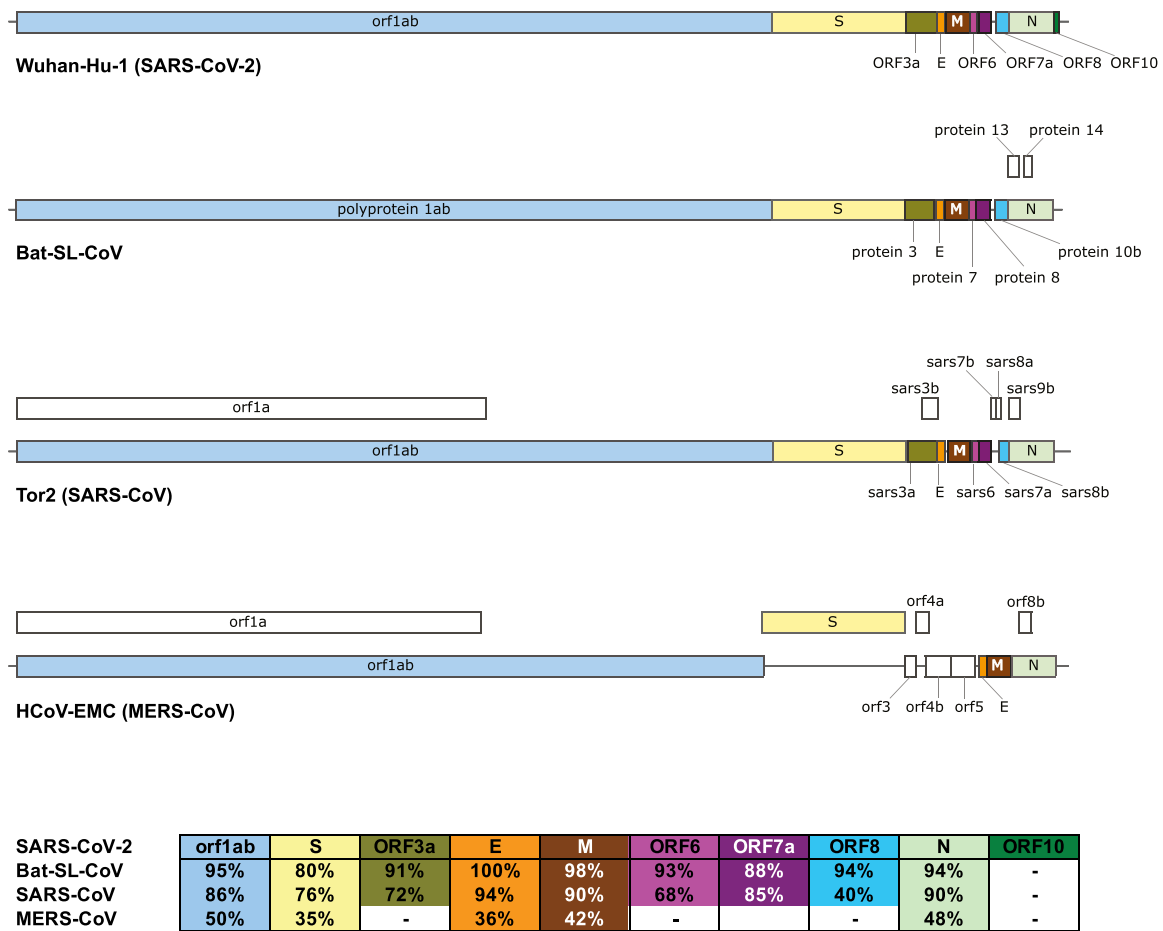 orf1ab S M N
ORF3a E ORF6 ORF7a ORF8 ORF10
Wuhan-Hu-1 (SARS-CoV-2)
protein 13 protein 14
polyprotein 1ab S M N
protein 3 E protein 10b
Bat-SL-CoV
protein 7 protein 8
sars7b sars8a
sars3b sars9b
orf1a
orf1ab S M N
sars3a E sars6 sars7a sars8b
Tor2 (SARS-CoV)
orf4a orf8b
orf1a S
orf1ab M N
orf3 orf4b orf5 E
HCoV-EMC (MERS-CoV)
SARS-CoV-2 orf1ab S ORF3a E M ORF6 ORF7a ORF8 N ORF10
Bat-SL-CoV 95% 80% 91% 100% 98% 93% 88% 94% 94% -
SARS-CoV 86% 76% 72% 94% 90% 68% 85% 40% 90% -
MERS-CoV 50% 35% - 36% 42% - - 48% -